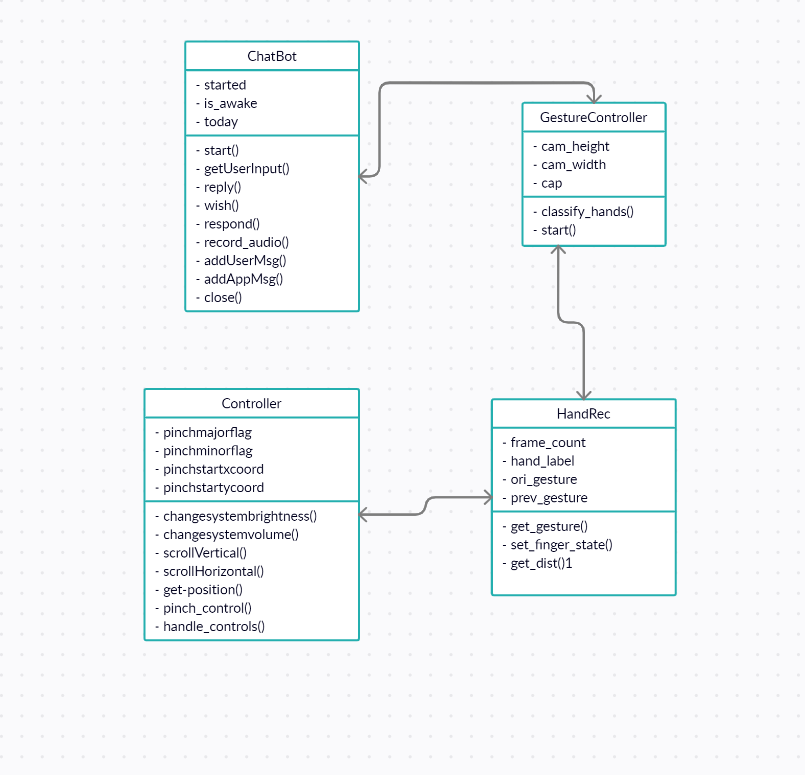 ChatBot
- started
- is_awake
- today
- start()
- getUserInput()
- reply()
- wish()
- respond()
- record_audio()
- addUserMsg()
- addAppMsg()
- close()
GestureController
- cam_height
- cam_width
- cap
- classify_hands()
- start()
Controller
- pinchmajorflag
- pinchminorflag
- pinchstartxcoord
- pinchstartycoord
- changesystembrightness()
- changesystemvolume()
- scrollVertical()
- scrollHorizontal()
- get-position()
- pinch_control()
- handle_controls()
HandRec
- frame_count
- hand_label
- ori_gesture
- prev_gesture
- get_gesture()
- set_finger_state()
- get_dist()1